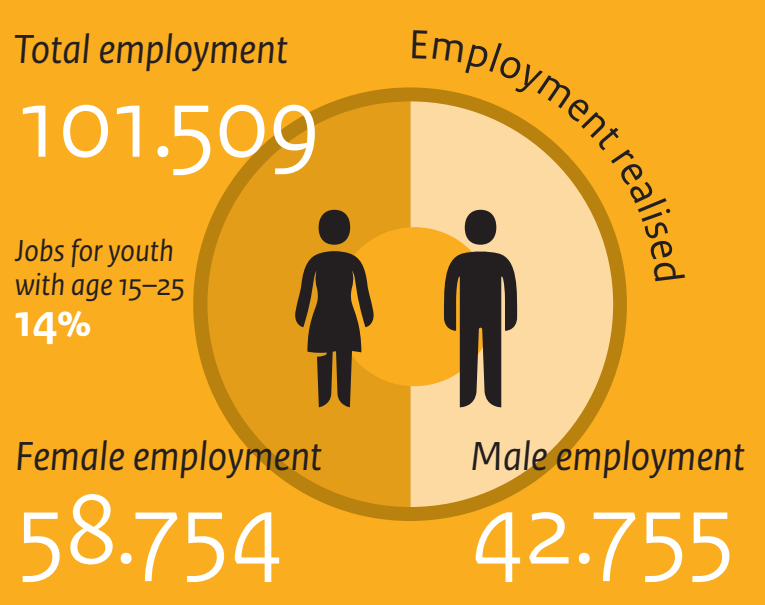 Total employment
101.509
Employment realised
Jobs for youth
with age 15–25
14%
Female employment
58.754
Male employment
42.755